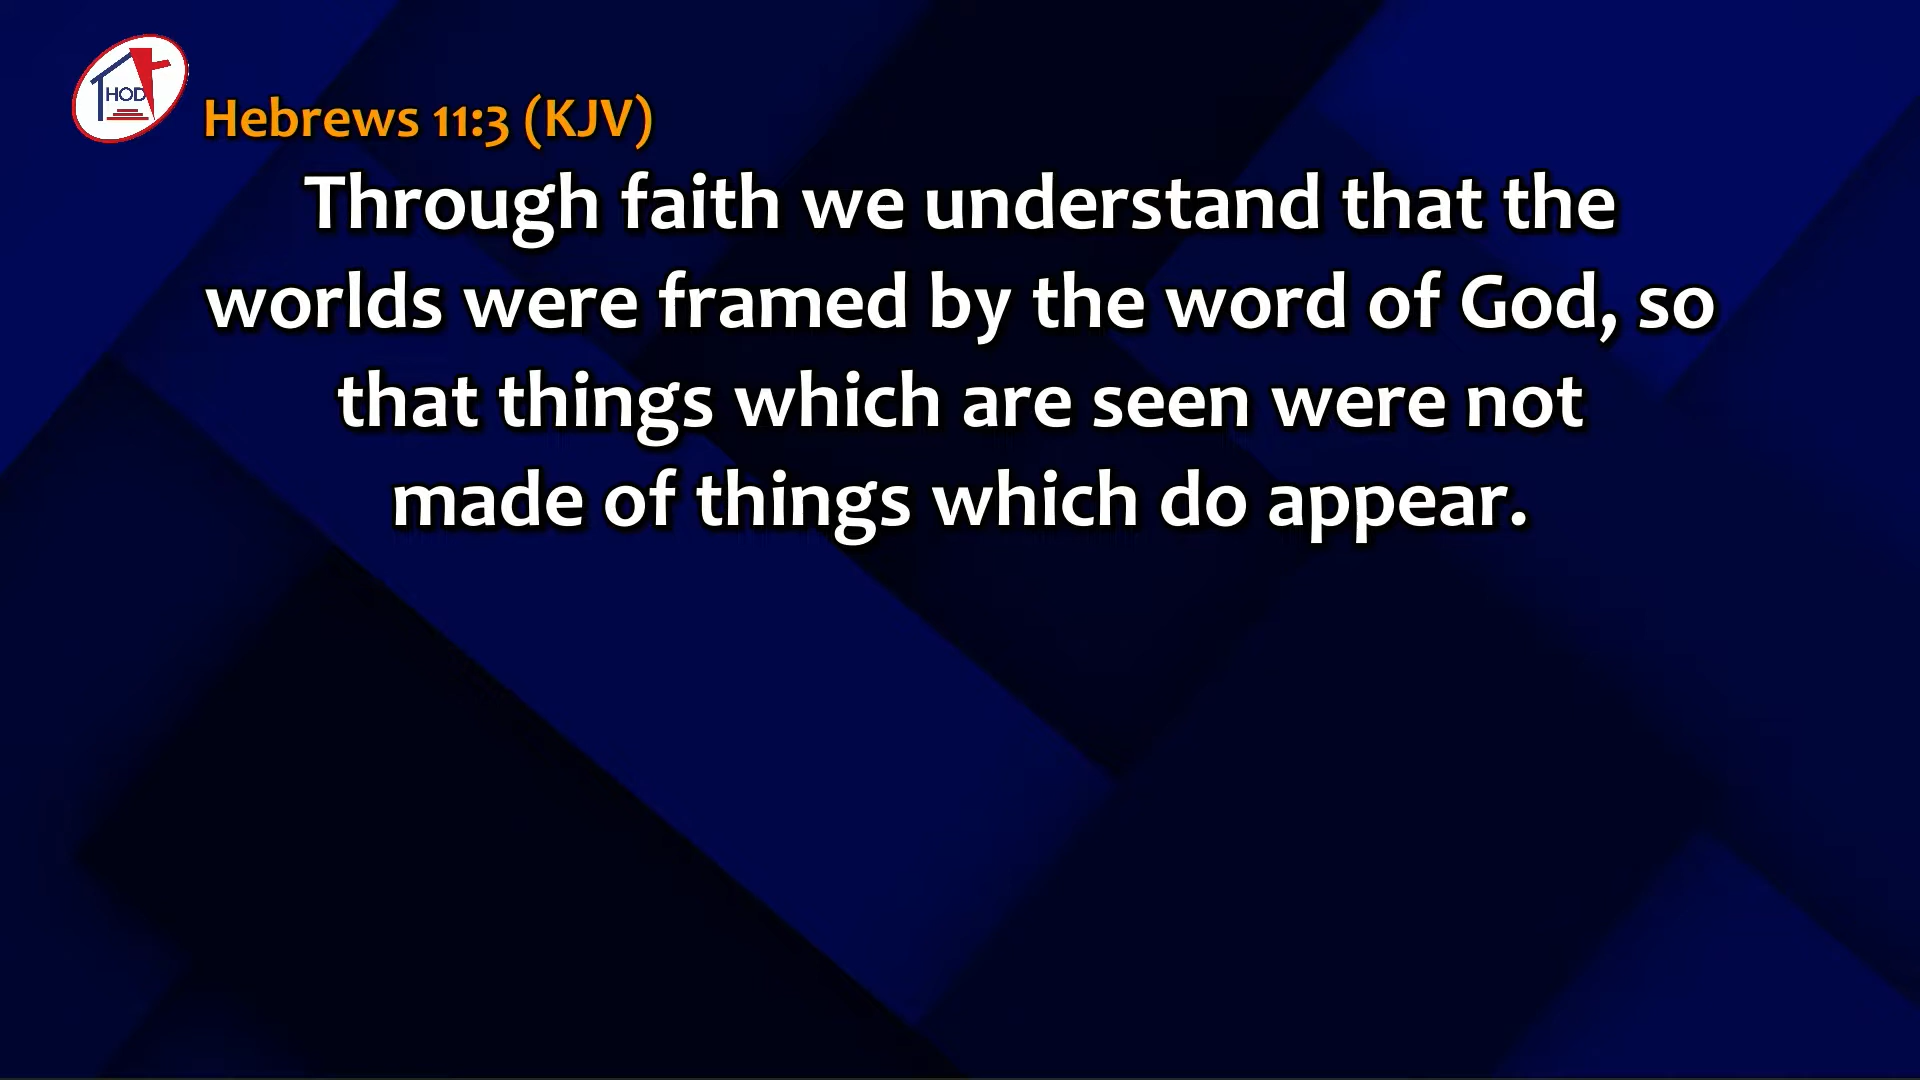 HOD
Hebrews 11:3 (KJV)
Through faith we understand that the
worlds were framed by the word of God, so
that things which are seen were not
made of things which do appear.